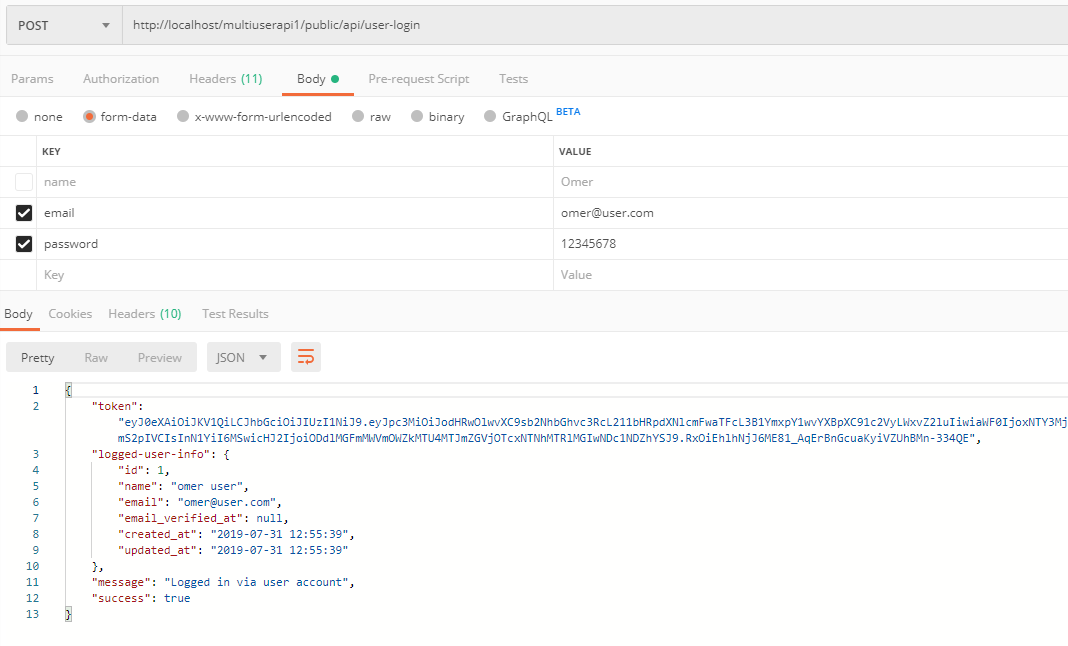 POST http://localhost/multiuserapi1/public/api/user-login
Params Authorization Headers (11) Body Pre-request Script Tests
none form-data x-www-form-urlencoded raw binary GraphQL BETA
KEY VALUE
name Omer
email omer@user.com
password 12345678
Key Value
Body Cookies Headers (10) Test Results
Pretty Raw Preview JSON
1 {
2 "token":
"eyJ0eXAiOiJKV1QiLCJhbGciOiJIUzI1NiJ9.eyJpc3MiOiJodHRwOlwvXC9sb2NhbGhvc3RcL211bHRpdXNlcmFwaTFcL3B1YmxpY1wvYXBpXC91c2VyLWxvZ2luIiwiaWF0IjoxNTY3Mj
mS2pIVCIsInN1YiI6MSwicHJ2IjoiODdlMGFmMWVmOWZkMTU4MTJmZGVjOTcxNTNhMTRlMGIwNDc1NDZhYSJ9.RxOiEhlhNjJ6ME81_AqErBnGcuaKyiVZUhBMn-334QE",
3 "logged-user-info": {
4 "id": 1,
5 "name": "omer user",
6 "email": "omer@user.com",
7 "email_verified_at": null,
8 "created_at": "2019-07-31 12:55:39",
9 "updated_at": "2019-07-31 12:55:39"
10 },
11 "message": "Logged in via user account",
12 "success": true
13 }